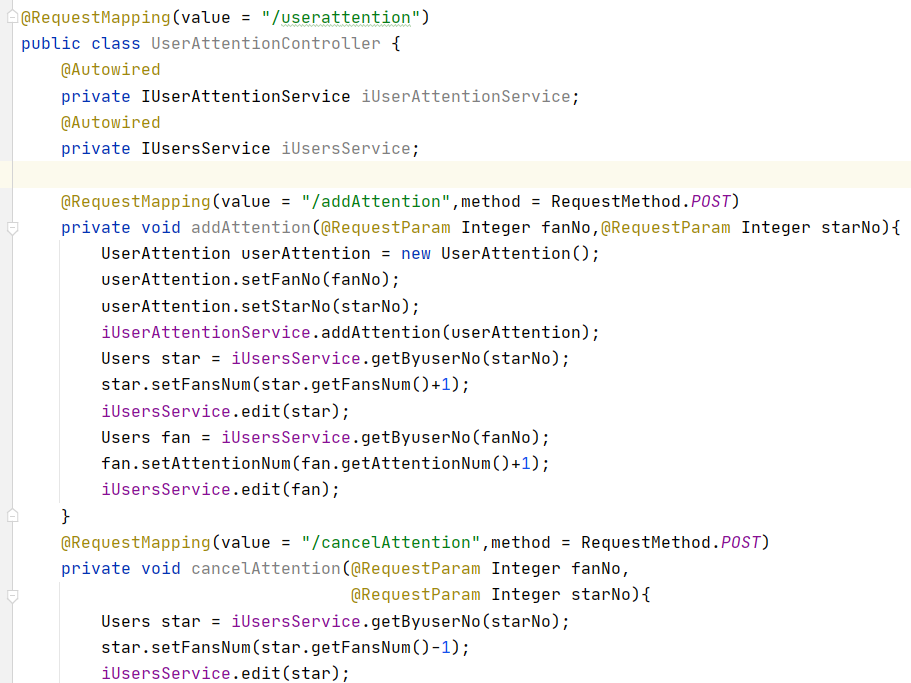 @RequestMapping(value = "/userattention")
public class UserAttentionController {
    @Autowired
    private IUserAttentionService iUserAttentionService;
    @Autowired
    private IUsersService iUsersService;

    @RequestMapping(value = "/addAttention",method = RequestMethod.POST)
    private void addAttention(@RequestParam Integer fanNo,@RequestParam Integer starNo){
        UserAttention userAttention = new UserAttention();
        userAttention.setFanNo(fanNo);
        userAttention.setStarNo(starNo);
        iUserAttentionService.addAttention(userAttention);
        Users star = iUsersService.getByuserNo(starNo);
        star.setFansNum(star.getFansNum()+1);
        iUsersService.edit(star);
        Users fan = iUsersService.getByuserNo(fanNo);
        fan.setAttentionNum(fan.getAttentionNum()+1);
        iUsersService.edit(fan);
    }
    @RequestMapping(value = "/cancelAttention",method = RequestMethod.POST)
    private void cancelAttention(@RequestParam Integer fanNo,
                                 @RequestParam Integer starNo){
        Users star = iUsersService.getByuserNo(starNo);
        star.setFansNum(star.getFansNum()-1);
        iUsersService.edit(star);